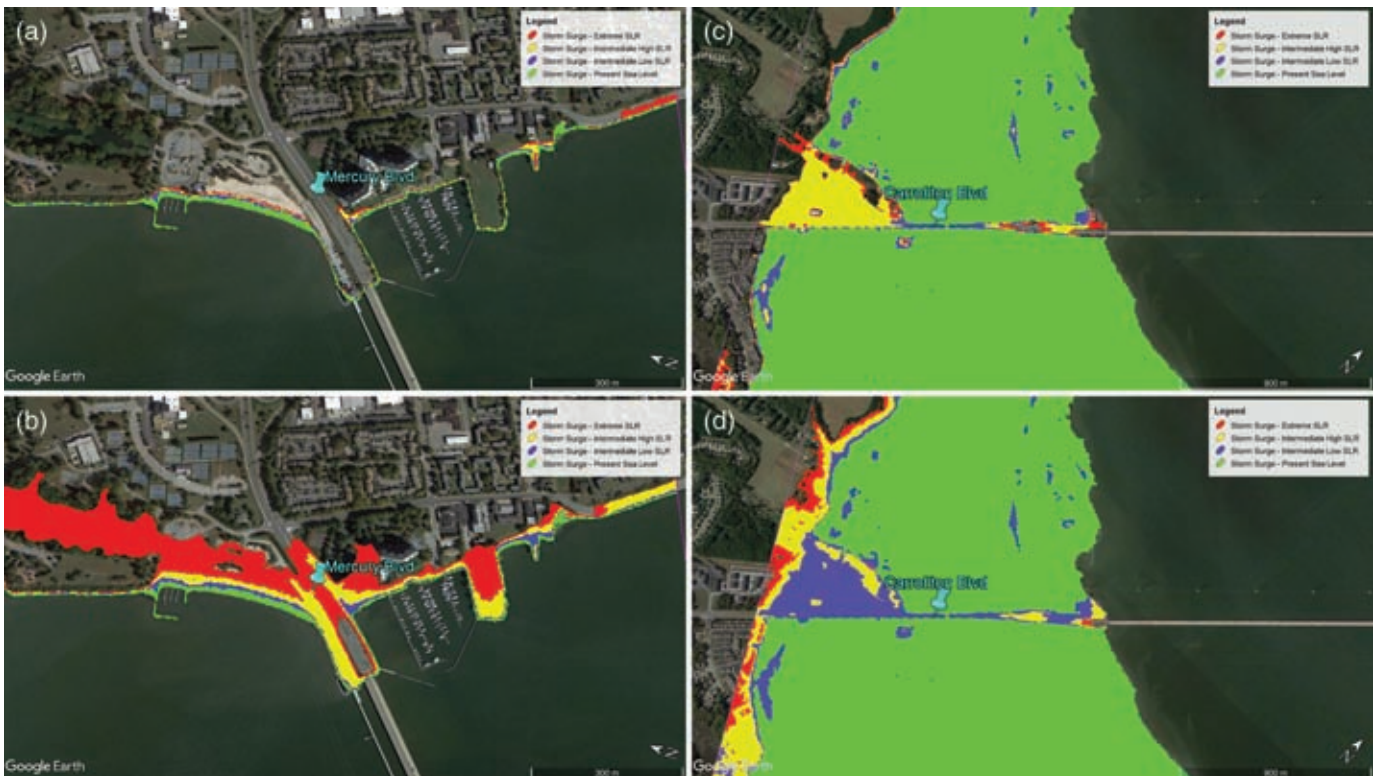 (a)
Legend
Storm Surge - Extreme SLR
Storm Surge - Intermediate High SLR
Storm Surge - Intermediate Low SLR
Storm Surge - Present Sea Level
Mercury Blvd
Google Earth
300 m
N
(c)
Legend
Storm Surge - Extreme SLR
Storm Surge - Intermediate High SLR
Storm Surge - Intermediate Low SLR
Storm Surge - Present Sea Level
Carrollton Blvd
Google Earth
800 m
N
(b)
Legend
Storm Surge - Extreme SLR
Storm Surge - Intermediate High SLR
Storm Surge - Intermediate Low SLR
Storm Surge - Present Sea Level
Mercury Blvd
Google Earth
300 m
N
(d)
Legend
Storm Surge - Extreme SLR
Storm Surge - Intermediate High SLR
Storm Surge - Intermediate Low SLR
Storm Surge - Present Sea Level
Carrollton Blvd
Google Earth
800 m
N